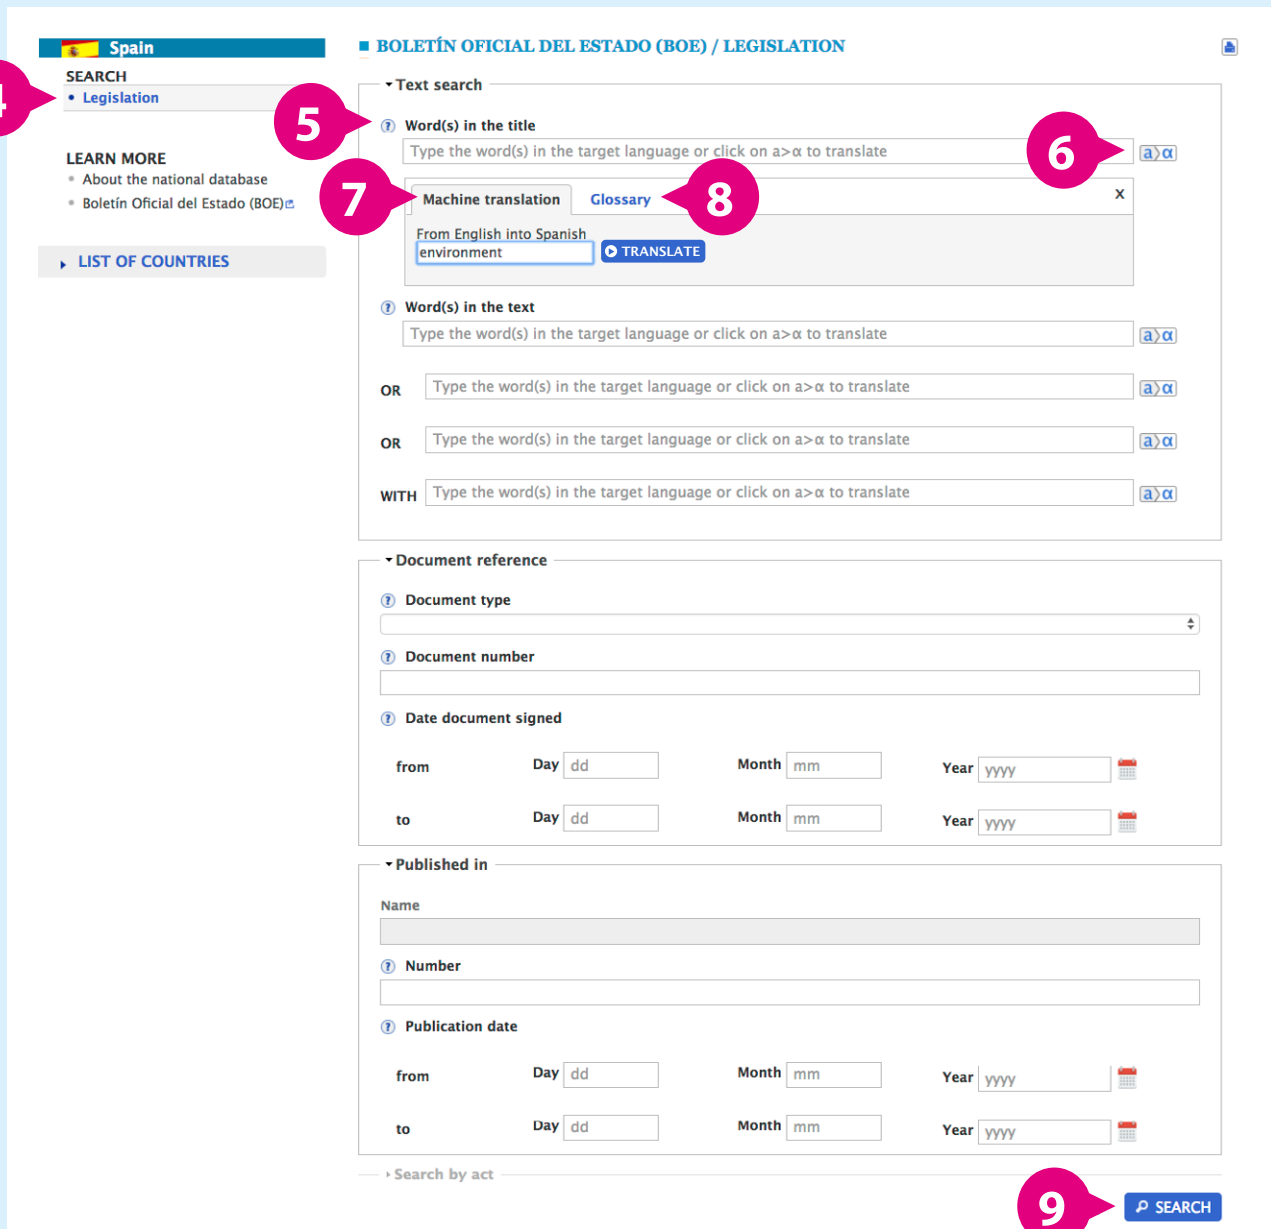 Spain
SEARCH
Legislation
LEARN MORE
About the national database
Boletín Oficial del Estado (BOE)
LIST OF COUNTRIES
4
BOLETÍN OFICIAL DEL ESTADO (BOE) / LEGISLATION
Text search
5
? Word(s) in the title
Type the word(s) in the target language or click on a>α to translate
6
a>α
7
Machine translation Glossary
8
X
From English into Spanish
environment
TRANSLATE
? Word(s) in the text
Type the word(s) in the target language or click on a>α to translate a>α
OR Type the word(s) in the target language or click on a>α to translate a>α
OR Type the word(s) in the target language or click on a>α to translate a>α
WITH Type the word(s) in the target language or click on a>α to translate a>α
Document reference
? Document type
? Document number
? Date document signed
from Day dd Month mm Year yyyy
to Day dd Month mm Year yyyy
Published in
Name
? Number
? Publication date
from Day dd Month mm Year yyyy
to Day dd Month mm Year yyyy
Search by act
9
SEARCH